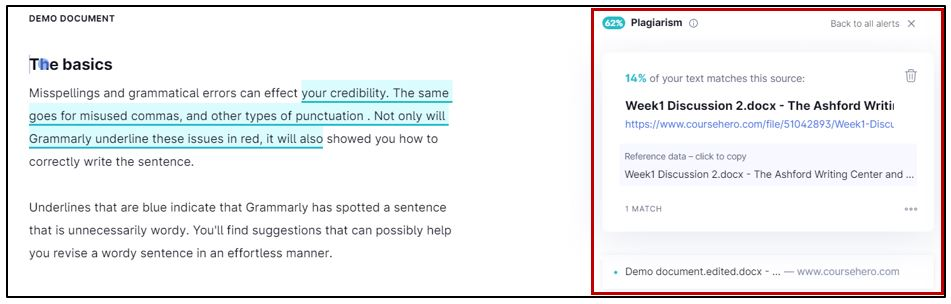 DEMO DOCUMENT
The basics
Misspellings and grammatical errors can effect your credibility. The same
goes for misused commas, and other types of punctuation . Not only will
Grammarly underline these issues in red, it will also showed you how to
correctly write the sentence.
Underlines that are blue indicate that Grammarly has spotted a sentence
that is unnecessarily wordy. You'll find suggestions that can possibly help
you revise a wordy sentence in an effortless manner.
62% Plagiarism Back to all alerts
14% of your text matches this source:
Week1 Discussion 2.docx - The Ashford Writi
https://www.coursehero.com/file/51042893/Week1-Discu
Reference data – click to copy
Week1 Discussion 2.docx - The Ashford Writing Center and ...
1 MATCH
Demo document.edited.docx - ... — www.coursehero.com